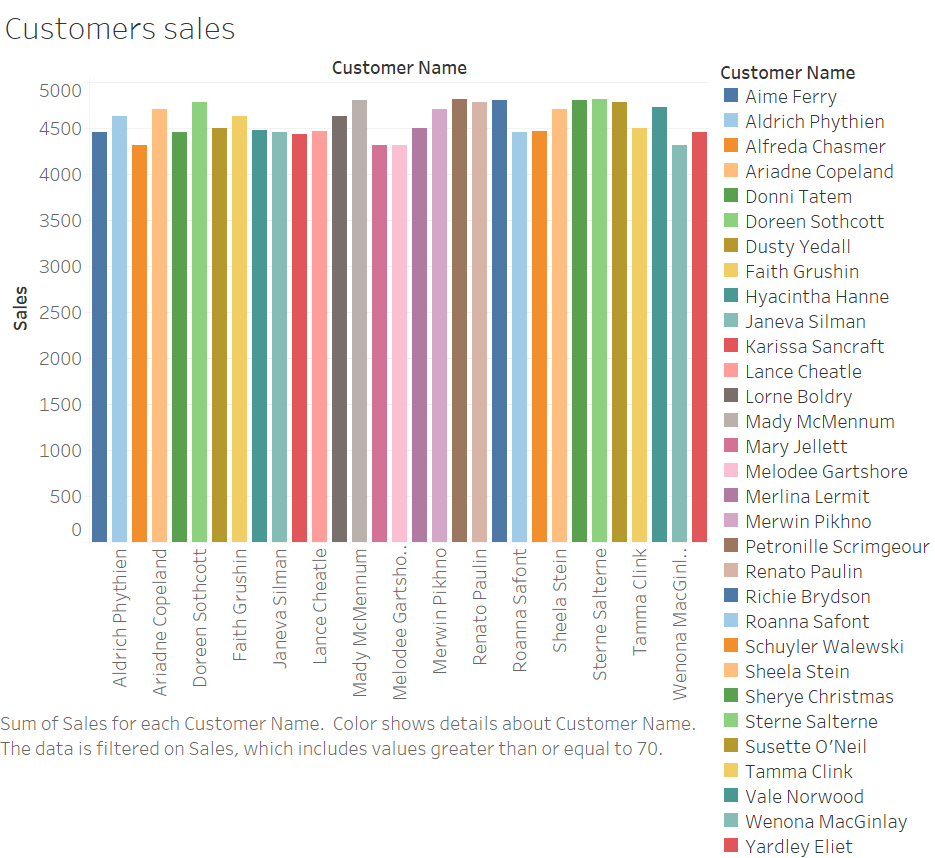 Customers sales
Customer Name
5000
4500
4000
3500
3000
2500
2000
1500
1000
500
0
Sales
Aldrich Phythien
Ariadne Copeland
Doreen Sothcott
Faith Grushin
Janeva Silman
Lance Cheatle
Mady McMennum
Melodee Gartsho..
Merwin Pikhno
Renato Paulin
Roanna Safont
Sheela Stein
Sterne Salterne
Tamma Clink
Wenona MacGinl..
Sum of Sales for each Customer Name.  Color shows details about Customer Name.
The data is filtered on Sales, which includes values greater than or equal to 70.
Customer Name
Aime Ferry
Aldrich Phythien
Alfreda Chasmer
Ariadne Copeland
Donni Tatem
Doreen Sothcott
Dusty Yedall
Faith Grushin
Hyacintha Hanne
Janeva Silman
Karissa Sancraft
Lance Cheatle
Lorne Boldry
Mady McMennum
Mary Jellett
Melodee Gartshore
Merlina Lermit
Merwin Pikhno
Petronille Scrimgeour
Renato Paulin
Richie Brydson
Roanna Safont
Schuyler Walewski
Sheela Stein
Sherye Christmas
Sterne Salterne
Susette O’Neil
Tamma Clink
Vale Norwood
Wenona MacGinlay
Yardley Eliet